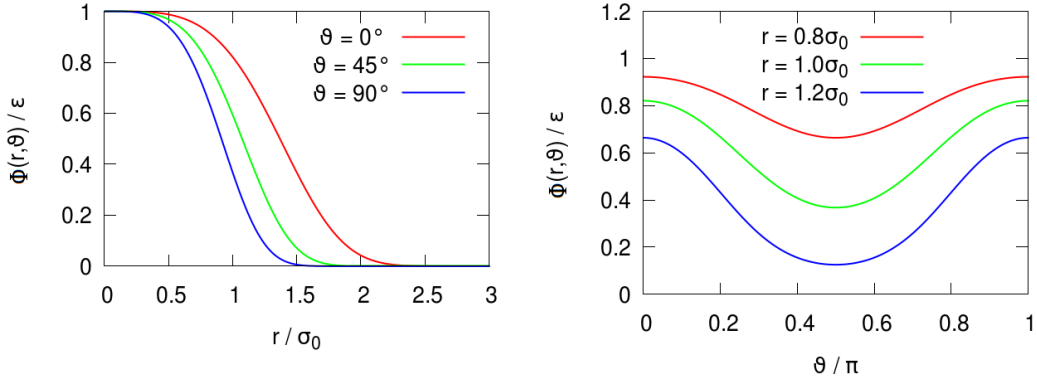 1
0.8
0.6
0.4
0.2
0
Φ(r,ϑ) / ε
ϑ = 0°
ϑ = 45°
ϑ = 90°
0 0.5 1 1.5 2 2.5 3
r / σ₀
1.2
1
0.8
0.6
0.4
0.2
0
Φ(r,ϑ) / ε
r = 0.8σ₀
r = 1.0σ₀
r = 1.2σ₀
0 0.2 0.4 0.6 0.8 1
ϑ / π